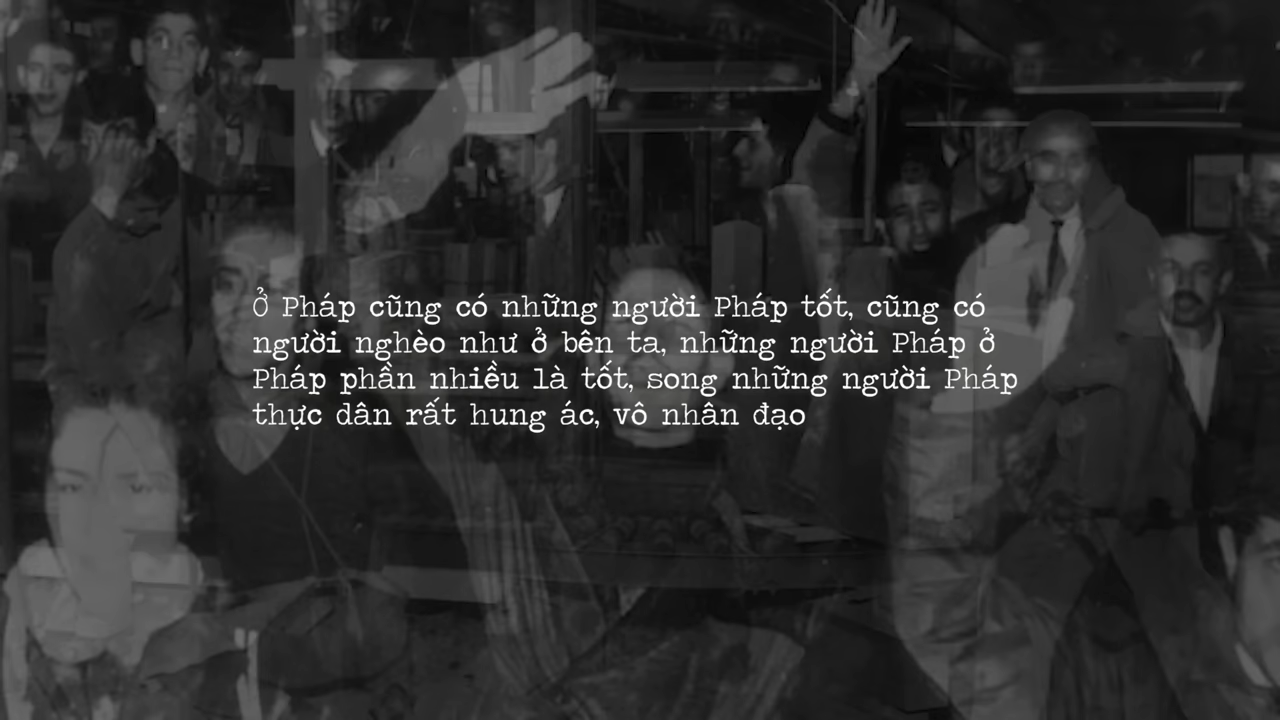 Ở Pháp cũng có những người Pháp tốt, cũng có
người nghèo như ở bên ta, những người Pháp ở
Pháp phần nhiều là tốt, song những người Pháp
thực dân rất hung ác, vô nhân đạo